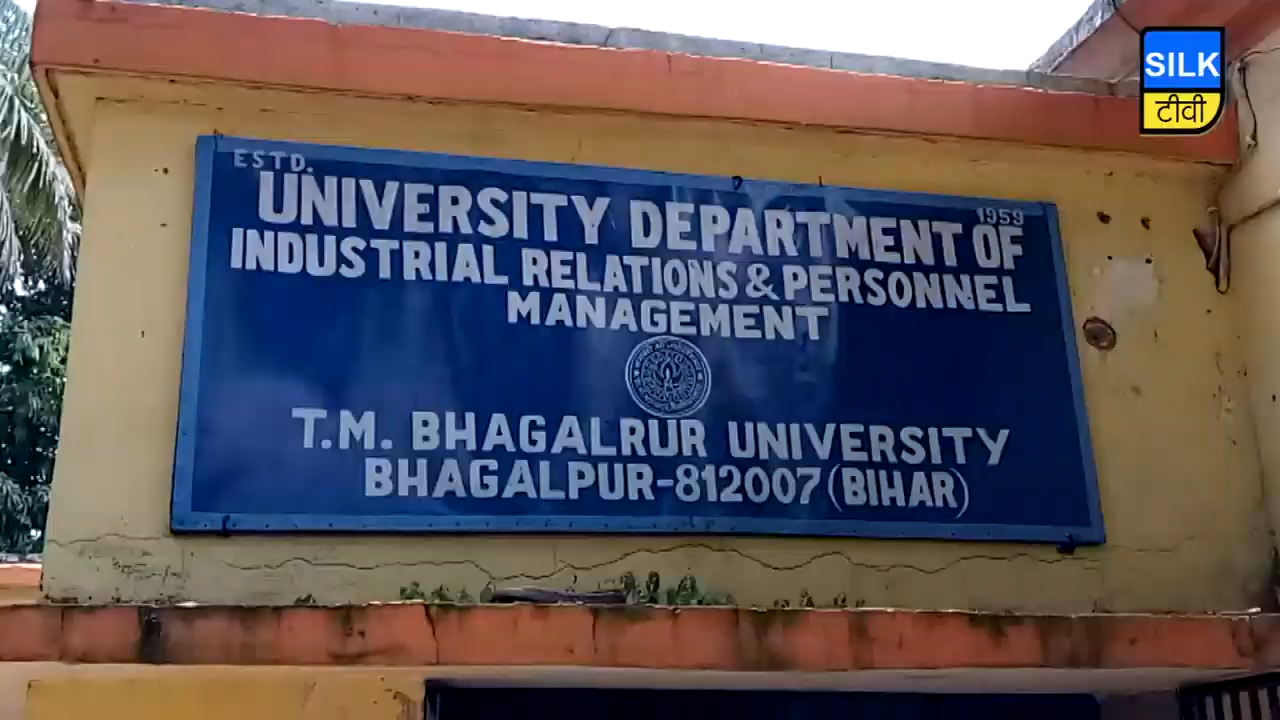 SILK
टीवी
ESTD.
1959
UNIVERSITY DEPARTMENT OF
INDUSTRIAL RELATIONS & PERSONNEL
MANAGEMENT
T.M. BHAGALRUR UNIVERSITY
BHAGALPUR-812007 (BIHAR)